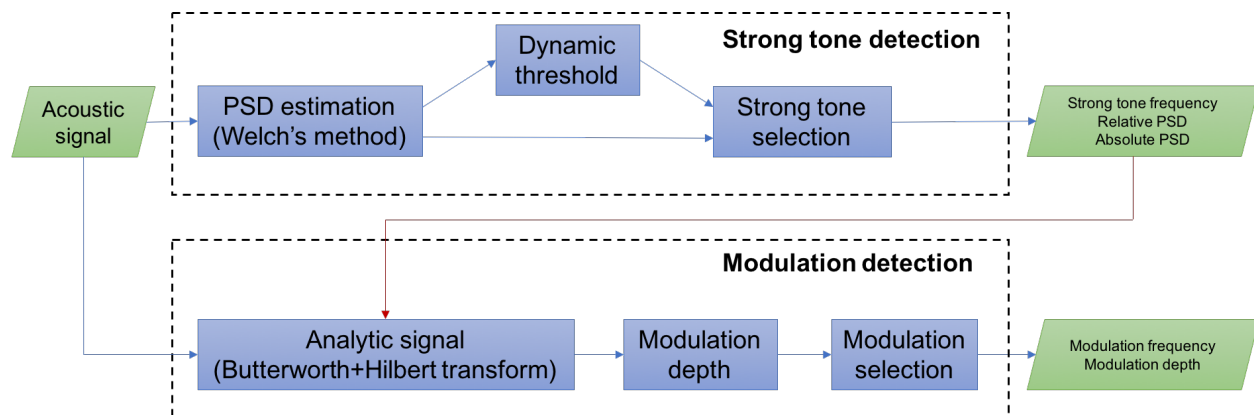 Strong tone detection
Dynamic
threshold
Acoustic
signal
PSD estimation
(Welch's method)
Strong tone
selection
Strong tone frequency
Relative PSD
Absolute PSD
Modulation detection
Analytic signal
(Butterworth+Hilbert transform)
Modulation
depth
Modulation
selection
Modulation frequency
Modulation depth